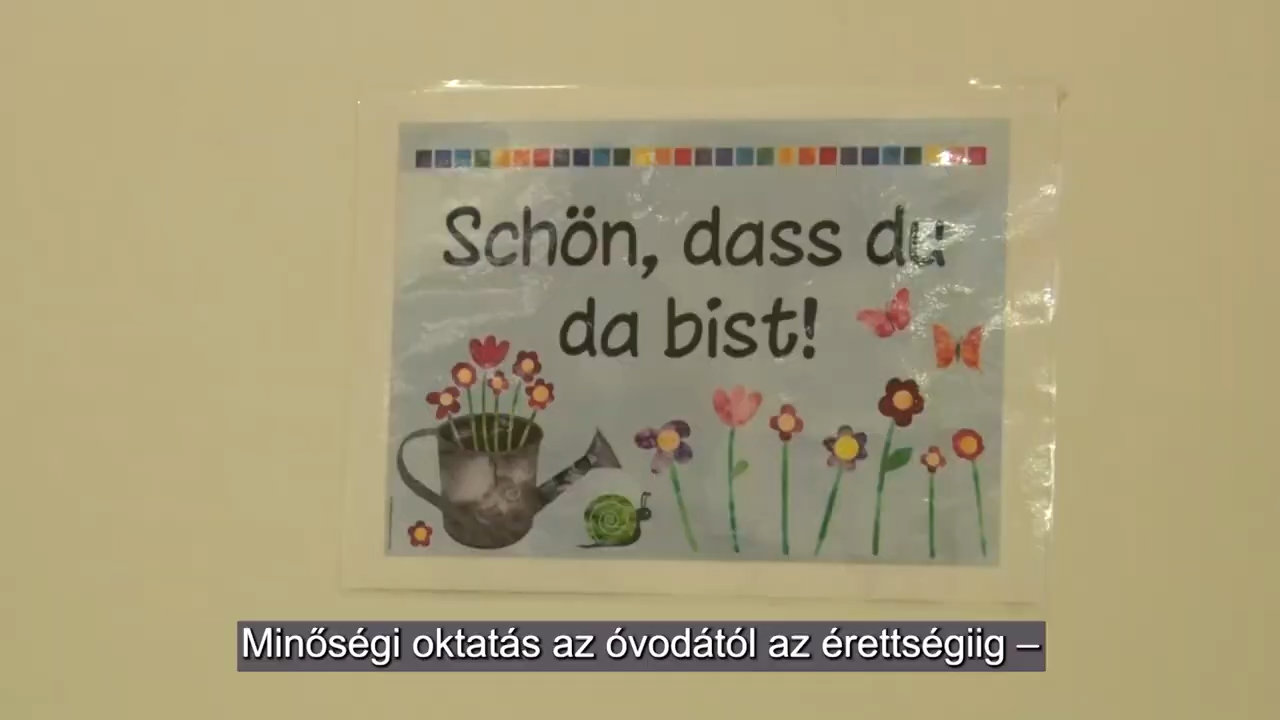 Schön, dass du
da bist!
Minőségi oktatás az óvodától az érettségiig –